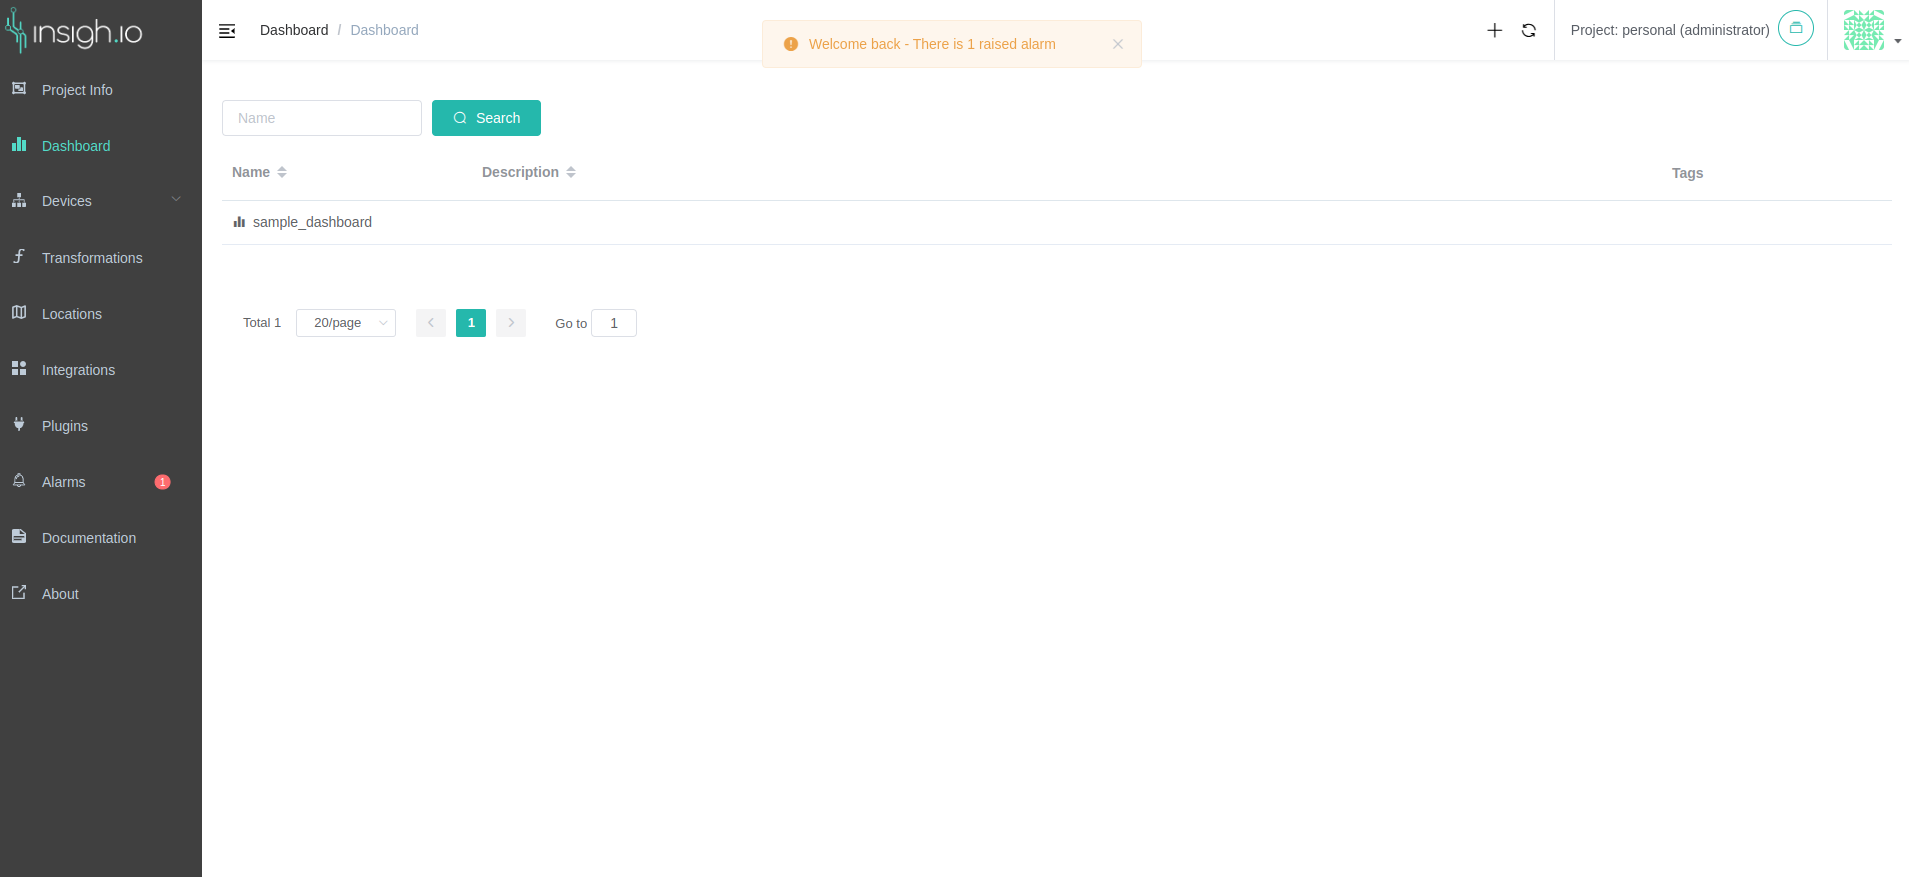 insigh.io
Dashboard / Dashboard
Welcome back - There is 1 raised alarm
Project: personal (administrator)
Project Info
Dashboard
Devices
Transformations
Locations
Integrations
Plugins
Alarms 1
Documentation
About
Name Search
Name Description Tags
sample_dashboard
Total 1 20/page 1 Go to 1